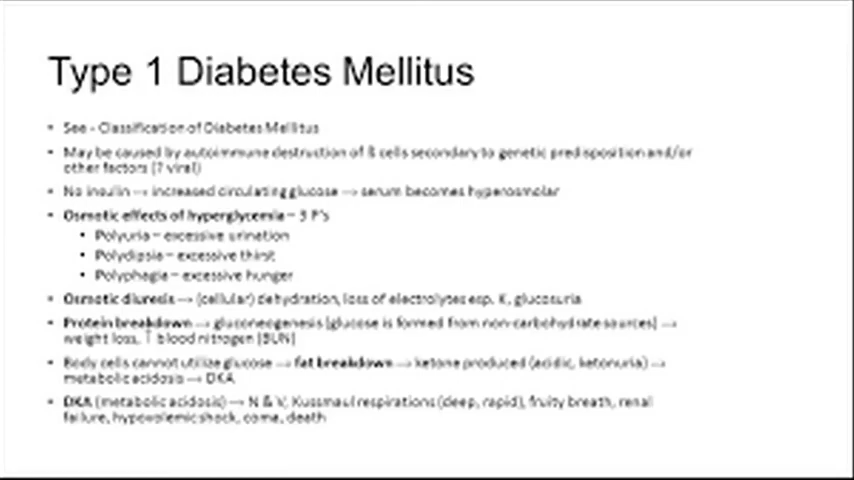 Type 1 Diabetes Mellitus
• See - Classification of Diabetes Mellitus
• May be caused by autoimmune destruction of ß cells secondary to genetic predisposition and/or
other factors (? viral)
• No insulin → increased circulating glucose → serum becomes hyperosmolar
• Osmotic effects of hyperglycemia – 3 P's
• Polyuria – excessive urination
• Polydipsia – excessive thirst
• Polyphagia – excessive hunger
• Osmotic diuresis → (cellular) dehydration, loss of electrolytes esp. K, glucosuria
• Protein breakdown → gluconeogenesis (glucose is formed from non-carbohydrate sources) →
weight loss, ↑ blood nitrogen (BUN)
• Body cells cannot utilize glucose → fat breakdown → ketone produced (acidic, ketonuria) →
metabolic acidosis → DKA
• DKA (metabolic acidosis) → N & V, Kussmaul respirations (deep, rapid), fruity breath, renal
failure, hypovolemic shock, coma, death